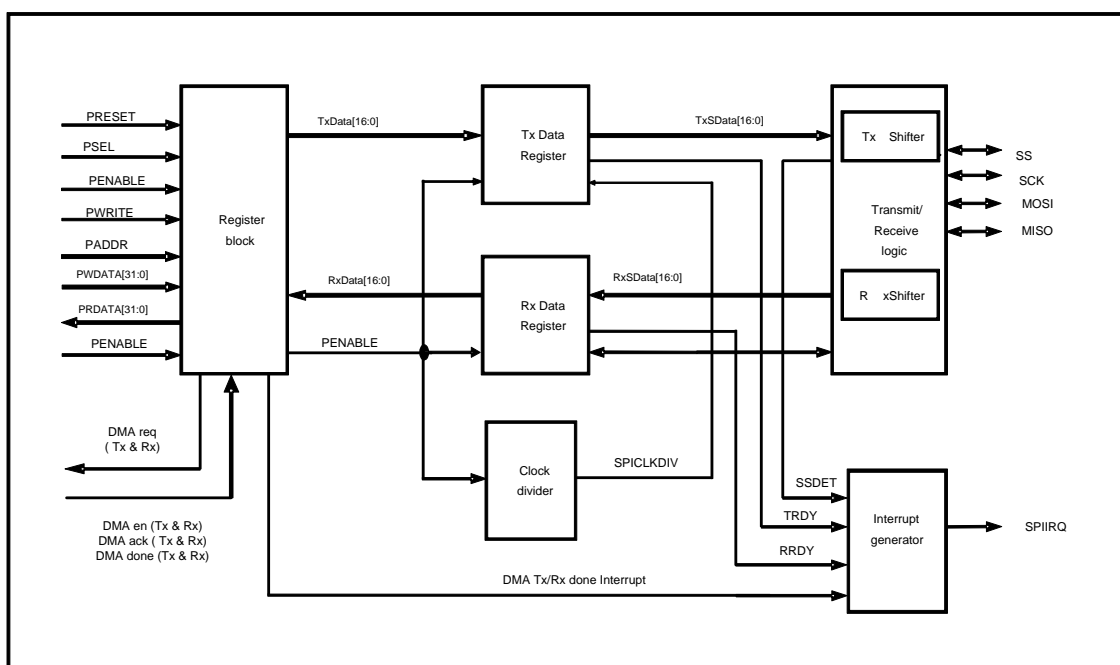 PRESET
PSEL
PENABLE
PWRITE
PADDR
PWDATA[31:0]
PRDATA[31:0]
PENABLE
Register
block
TxData[16:0]
RxData[16:0]
PENABLE
Tx Data
Register
Rx Data
Register
Clock
divider
TxSData[16:0]
RxSData[16:0]
SPICLKDIV
Tx Shifter
Transmit/
Receive
logic
R xShifter
SS
SCK
MOSI
MISO
DMA req
( Tx & Rx)
DMA en (Tx & Rx)
DMA ack ( Tx & Rx)
DMA done (Tx & Rx)
SSDET
TRDY
RRDY
DMA Tx/Rx done Interrupt
Interrupt
generator
SPIIRQ